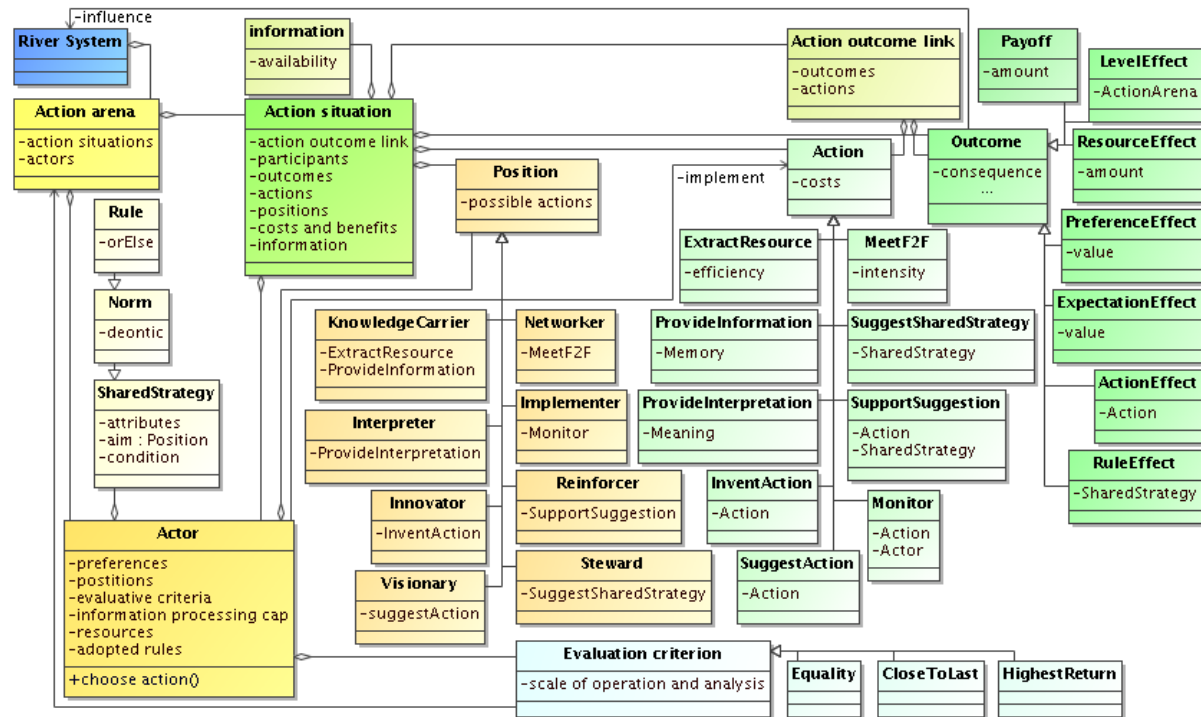 -influence
River System
information
-availability
Action outcome link
-outcomes
-actions
Payoff
-amount
LevelEffect
-ActionArena
Action arena
-action situations
-actors
Action situation
-action outcome link
-participants
-outcomes
-actions
-positions
-costs and benefits
-information
Position
-possible actions
-implement
Action
-costs
Outcome
-consequence
...
ResourceEffect
-amount
Rule
-orElse
Norm
-deontic
SharedStrategy
-attributes
-aim : Position
-condition
ExtractResource
-efficiency
MeetF2F
-intensity
PreferenceEffect
-value
ExpectationEffect
-value
KnowledgeCarrier
-ExtractResource
-ProvideInformation
Networker
-MeetF2F
ProvideInformation
-Memory
SuggestSharedStrategy
-SharedStrategy
ActionEffect
-Action
Interpreter
-ProvideInterpretation
Implementer
-Monitor
ProvideInterpretation
-Meaning
SupportSuggestion
-Action
-SharedStrategy
RuleEffect
-SharedStrategy
Innovator
-InventAction
Reinforcer
-SupportSuggestion
InventAction
-Action
Monitor
-Action
-Actor
Visionary
-suggestAction
Steward
-SuggestSharedStrategy
SuggestAction
-Action
Actor
-preferences
-postitions
-evaluative criteria
-information processing cap
-resources
-adopted rules
+choose action()
Evaluation criterion
-scale of operation and analysis
Equality
CloseToLast
HighestReturn